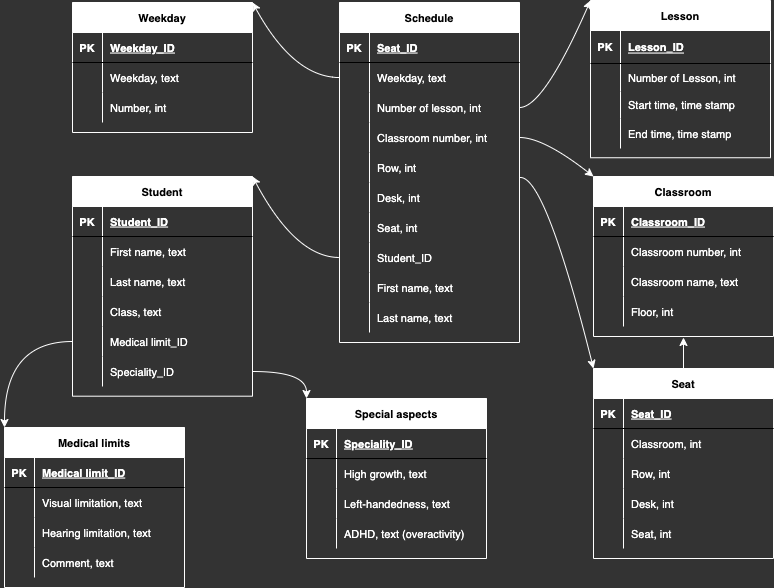 Weekday
PK Weekday_ID
Weekday, text
Number, int
Schedule
PK Seat_ID
Weekday, text
Number of lesson, int
Classroom number, int
Row, int
Desk, int
Seat, int
Student_ID
First name, text
Last name, text
Lesson
PK Lesson_ID
Number of Lesson, int
Start time, time stamp
End time, time stamp
Student
PK Student_ID
First name, text
Last name, text
Class, text
Medical limit_ID
Speciality_ID
Classroom
PK Classroom_ID
Classroom number, int
Classroom name, text
Floor, int
Medical limits
PK Medical limit_ID
Visual limitation, text
Hearing limitation, text
Comment, text
Special aspects
PK Speciality_ID
High growth, text
Left-handedness, text
ADHD, text (overactivity)
Seat
PK Seat_ID
Classroom, int
Row, int
Desk, int
Seat, int